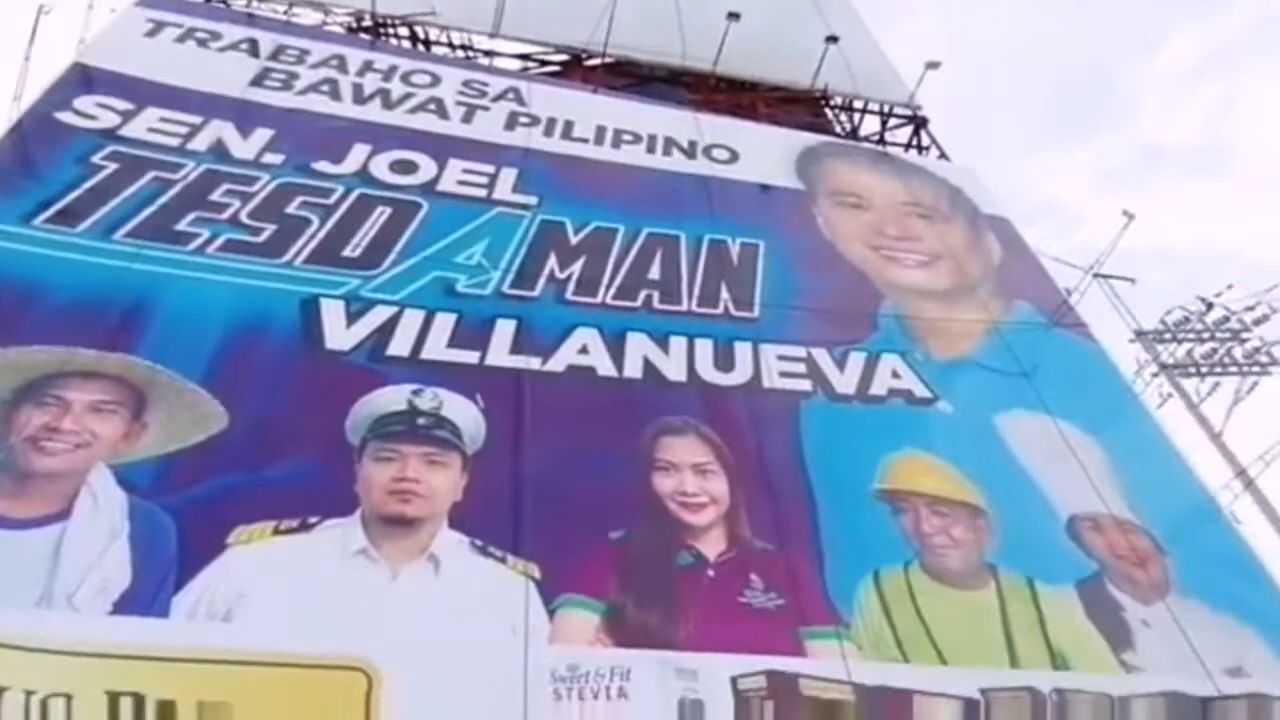 TRABAHO SA
BAWAT PILIPINO
SEN. JOEL
TESDAMAN
VILLANUEVA
Sweet & Fit
STEVIA